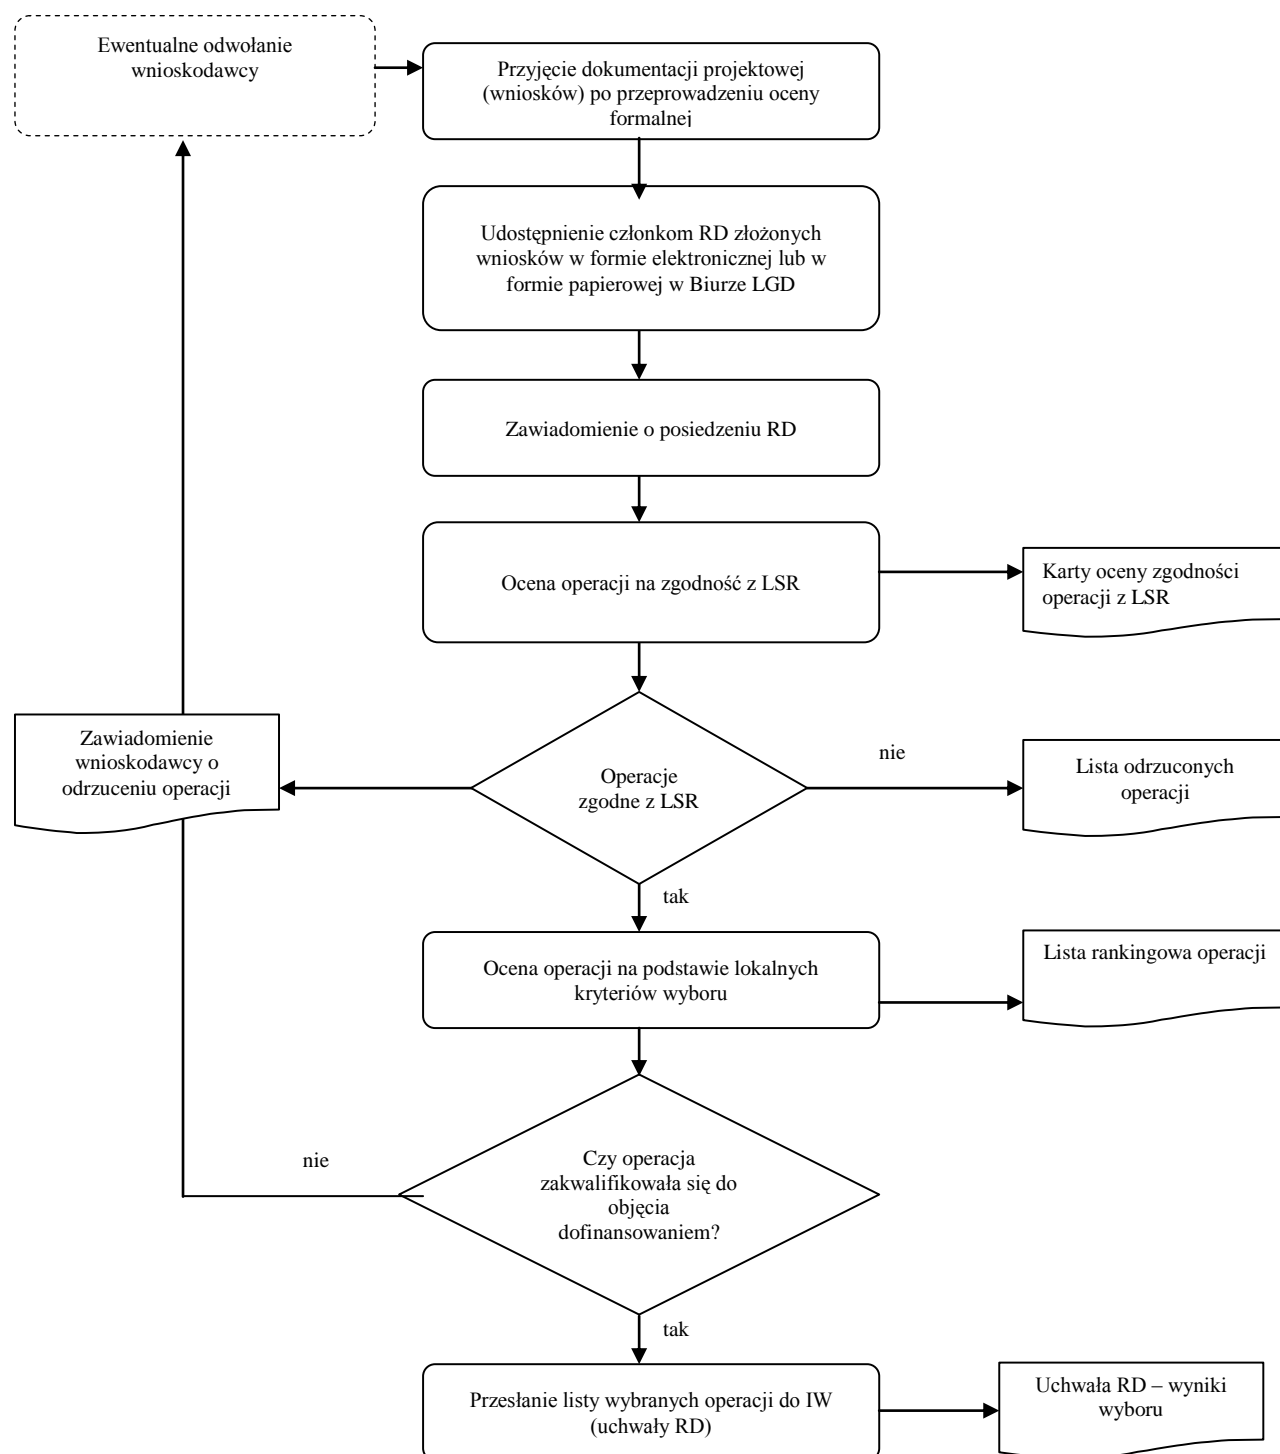 Ewentualne odwołanie
wnioskodawcy
Przyjęcie dokumentacji projektowej
(wniosków) po przeprowadzeniu oceny
formalnej
Udostępnienie członkom RD złożonych
wniosków w formie elektronicznej lub w
formie papierowej w Biurze LGD
Zawiadomienie o posiedzeniu RD
Ocena operacji na zgodność z LSR
Karty oceny zgodności
operacji z LSR
Zawiadomienie
wnioskodawcy o
odrzuceniu operacji
Operacje
zgodne z LSR
nie
Lista odrzuconych
operacji
tak
Ocena operacji na podstawie lokalnych
kryteriów wyboru
Lista rankingowa operacji
nie
Czy operacja
zakwalifikowała się do
objęcia
dofinansowaniem?
tak
Przesłanie listy wybranych operacji do IW
(uchwały RD)
Uchwała RD – wyniki
wyboru